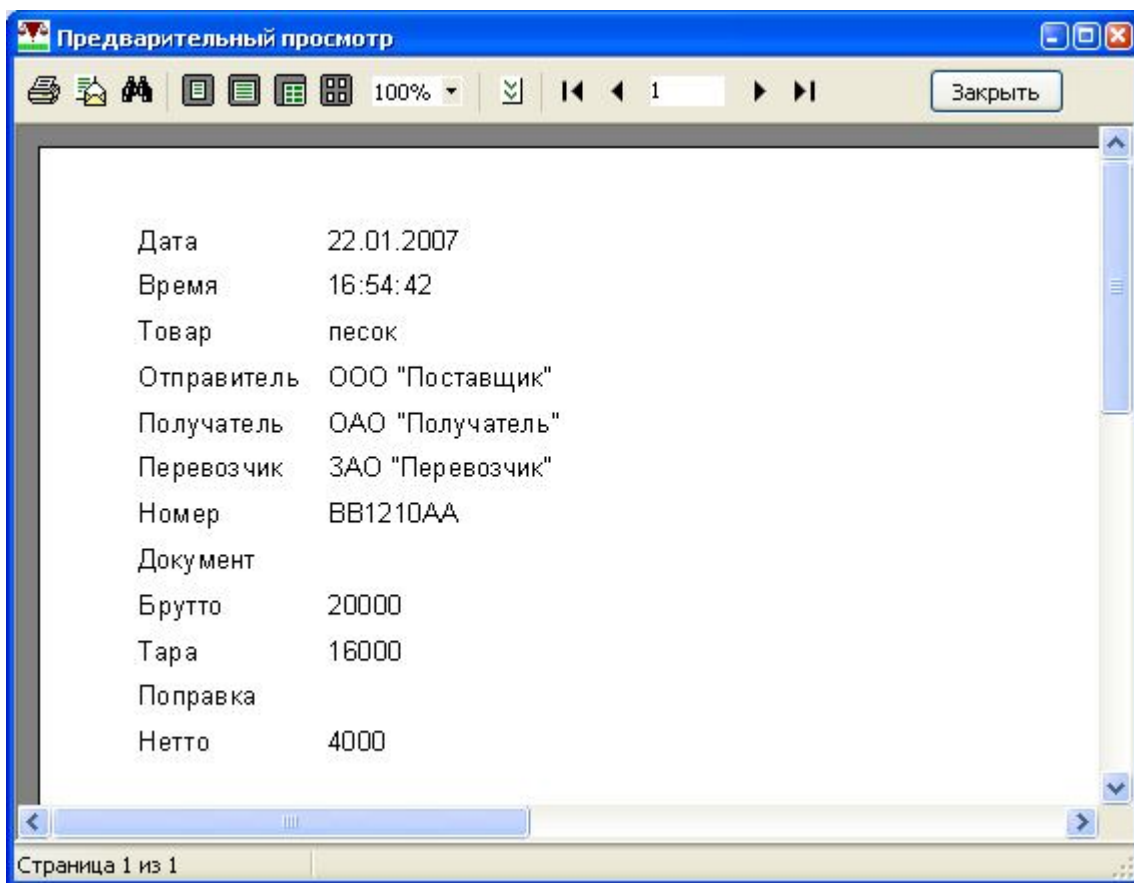 Предварительный просмотр
100% 1 Закрыть
Дата 22.01.2007
Время 16:54:42
Товар песок
Отправитель ООО "Поставщик"
Получатель ОАО "Получатель"
Перевозчик ЗАО "Перевозчик"
Номер ВВ1210АА
Документ
Брутто 20000
Тара 16000
Поправка
Нетто 4000
Страница 1 из 1